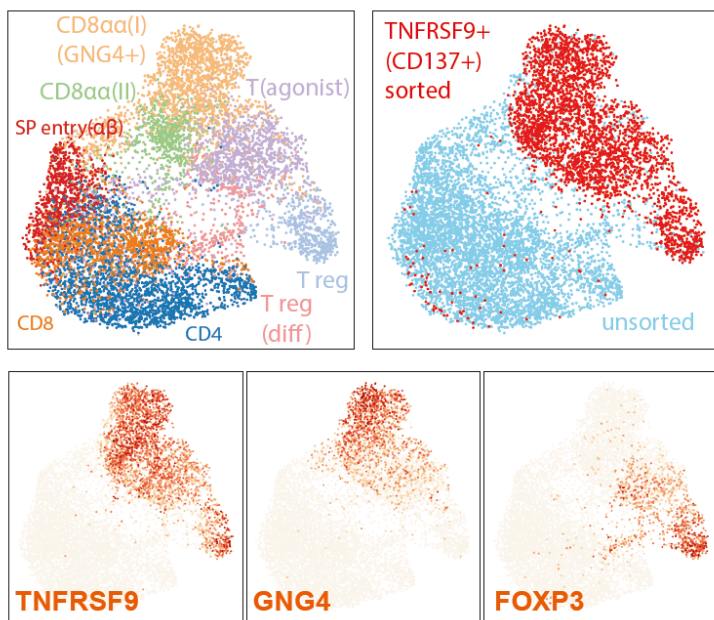 CD8αα(I)
(GNG4+)
CD8αα(II)
T(agonist)
SP entry(αβ)
T reg
T reg
(diff)
CD8
CD4
TNFRSF9+
(CD137+)
sorted
unsorted
TNFRSF9
GNG4
FOXP3